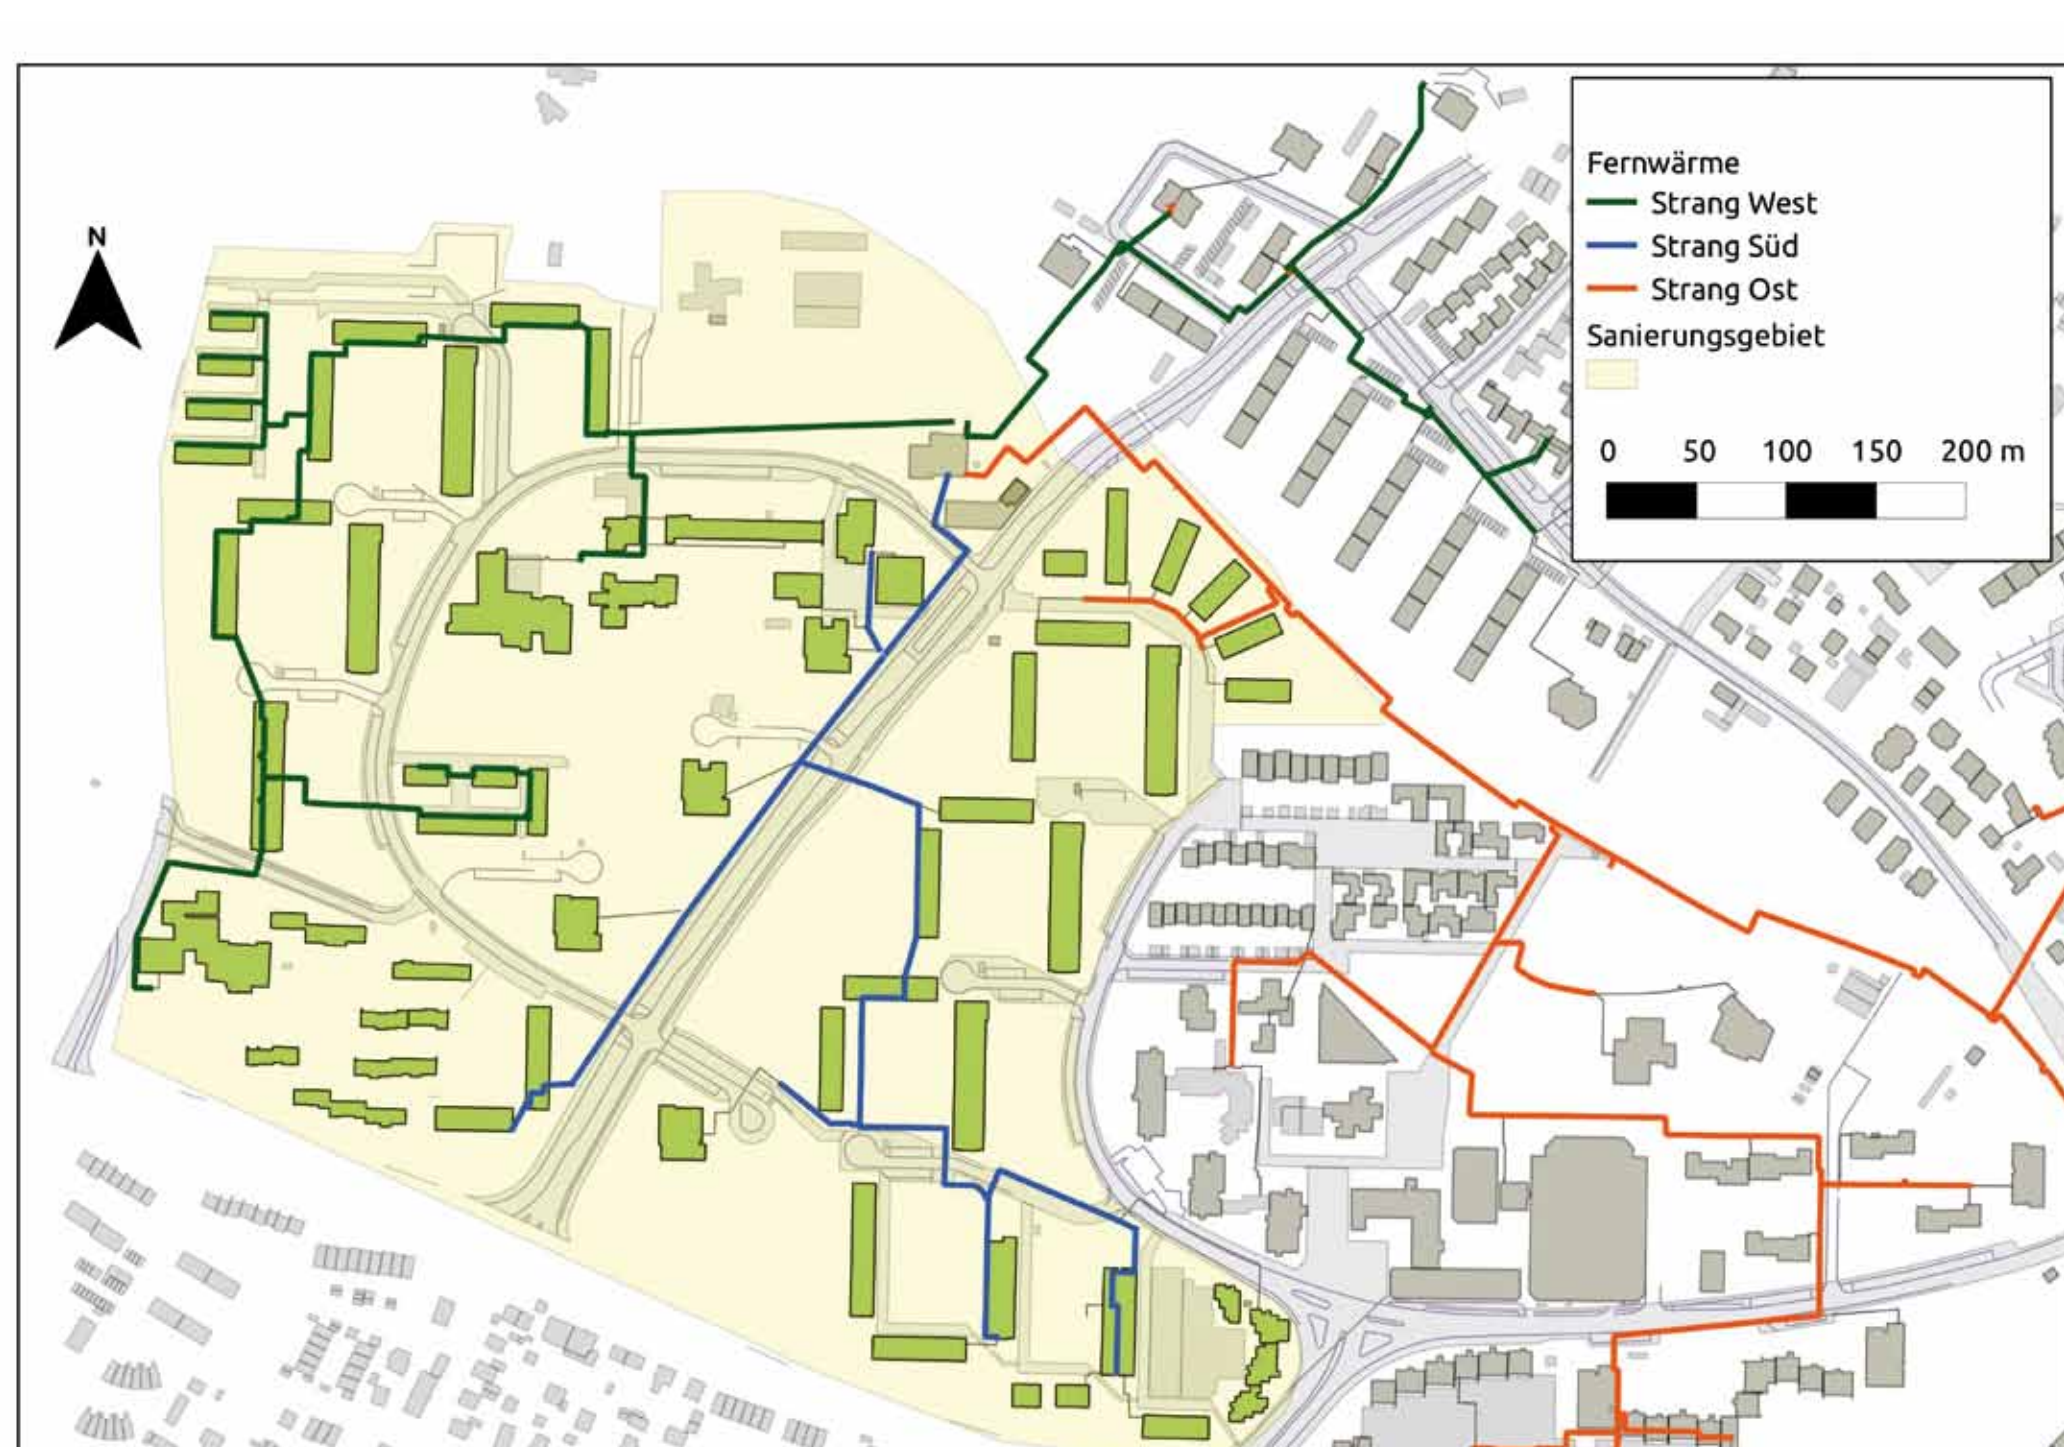 N
Fernwärme
Strang West
Strang Süd
Strang Ost
Sanierungsgebiet
0 50 100 150 200 m